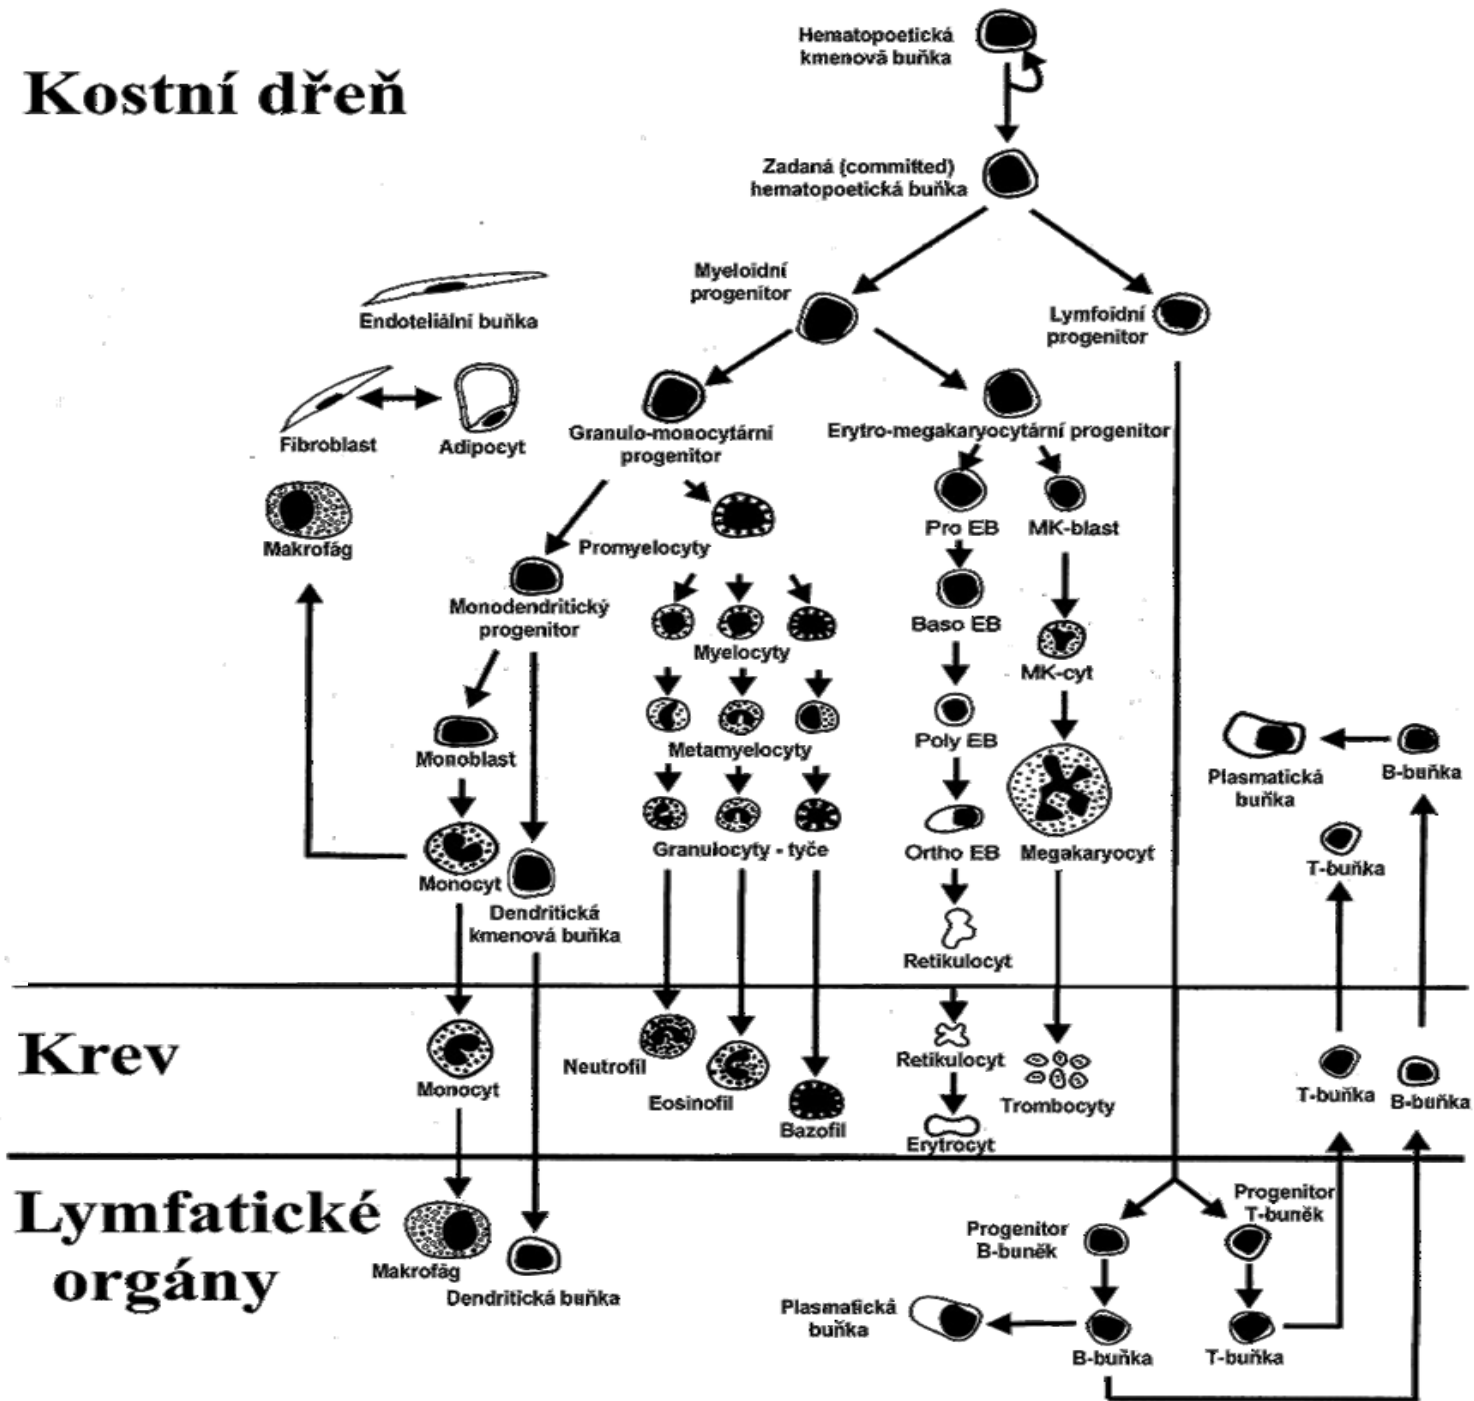 Hematopoetická
kmenová buňka
Kostní dřeň
Zadaná (committed)
hematopoetická buňka
Myeloidní
progenitor
Lymfoidní
progenitor
Endoteliální buňka
Fibroblast
Adipocyt
Granulo-monocytární
progenitor
Erytro-megakaryocytární progenitor
Makrofág
Promyelocyty
Pro EB
MK-blast
Monodendritický
progenitor
Myelocyty
Baso EB
MK-cyt
Monoblast
Metamyelocyty
Poly EB
Plasmatická
buňka
B-buňka
T-buňka
Monocyt
Granulocyty - tyče
Ortho EB
Megakaryocyt
Dendritická
kmenová buňka
Retikulocyt
Krev
Monocyt
Neutrofil
Eosinofil
Bazofil
Retikulocyt
Erytrocyt
Trombocyty
T-buňka
B-buňka
Lymfatické
orgány
Makrofág
Dendritická buňka
Progenitor
B-buněk
Progenitor
T-buněk
Plasmatická
buňka
B-buňka
T-buňka